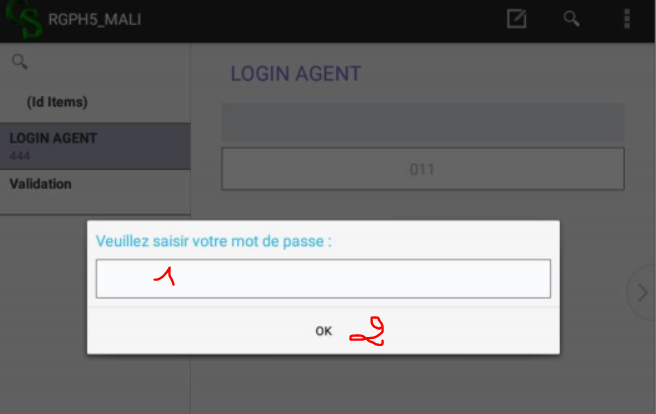 CS RGPH5_MALI
LOGIN AGENT
(Id Items)
LOGIN AGENT
444
Validation
011
Veuillez saisir votre mot de passe :
1
OK 2